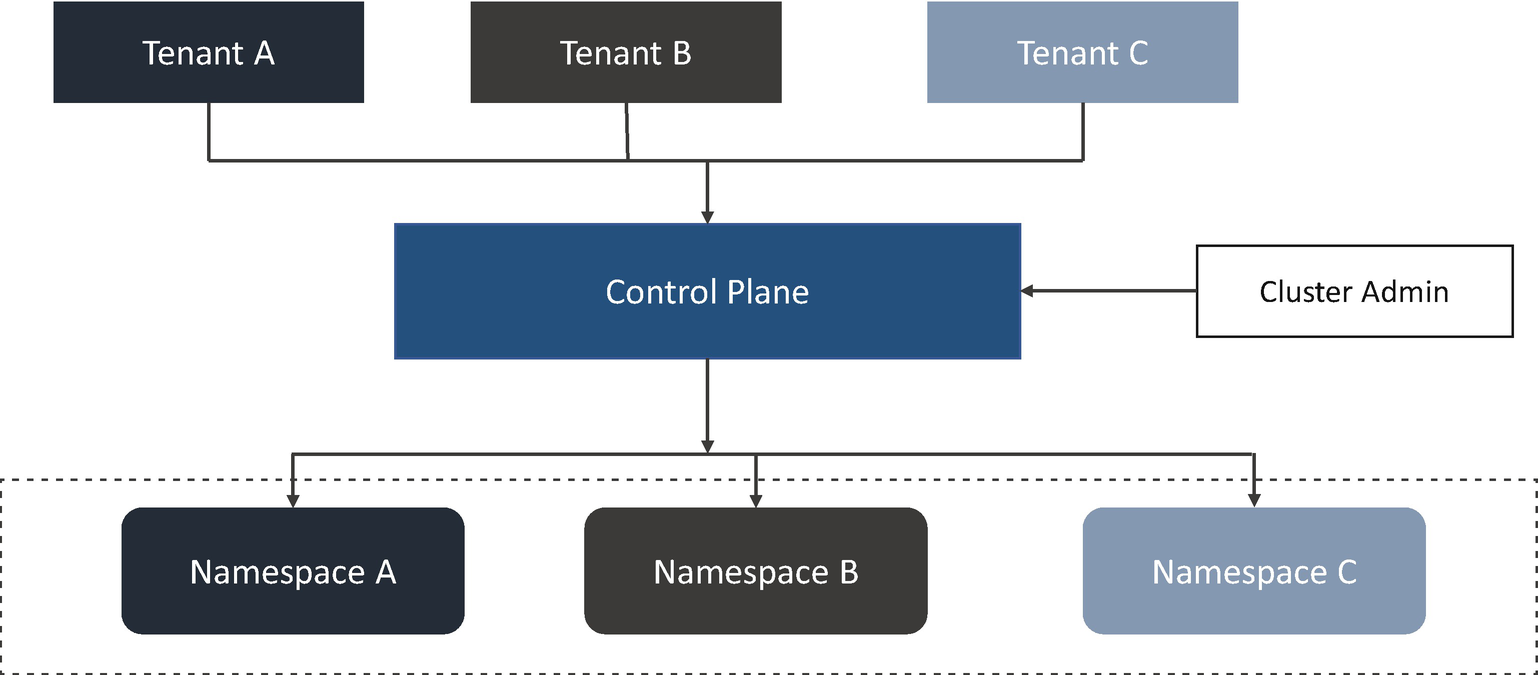 Tenant A
Tenant B
Tenant C
Control Plane
Cluster Admin
Namespace A
Namespace B
Namespace C